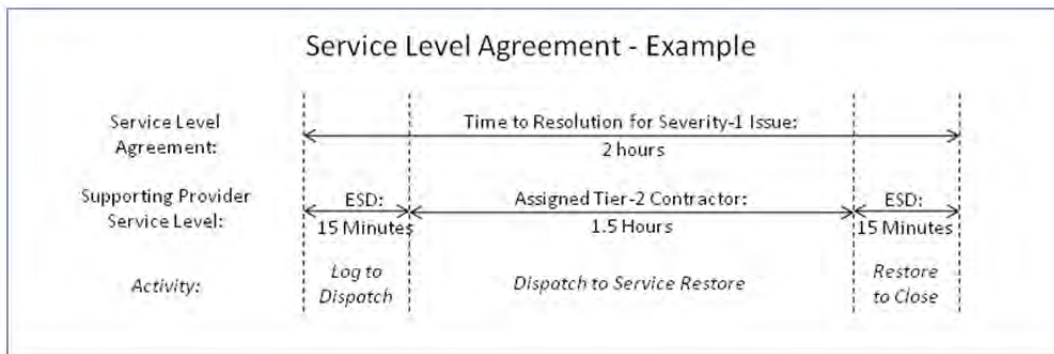 Service Level Agreement - Example
Service Level
Agreement:
Time to Resolution for Severity-1 Issue:
2 hours
Supporting Provider
Service Level:
ESD:
15 Minutes
Assigned Tier-2 Contractor:
1.5 Hours
ESD:
15 Minutes
Activity:
Log to
Dispatch
Dispatch to Service Restore
Restore
to Close